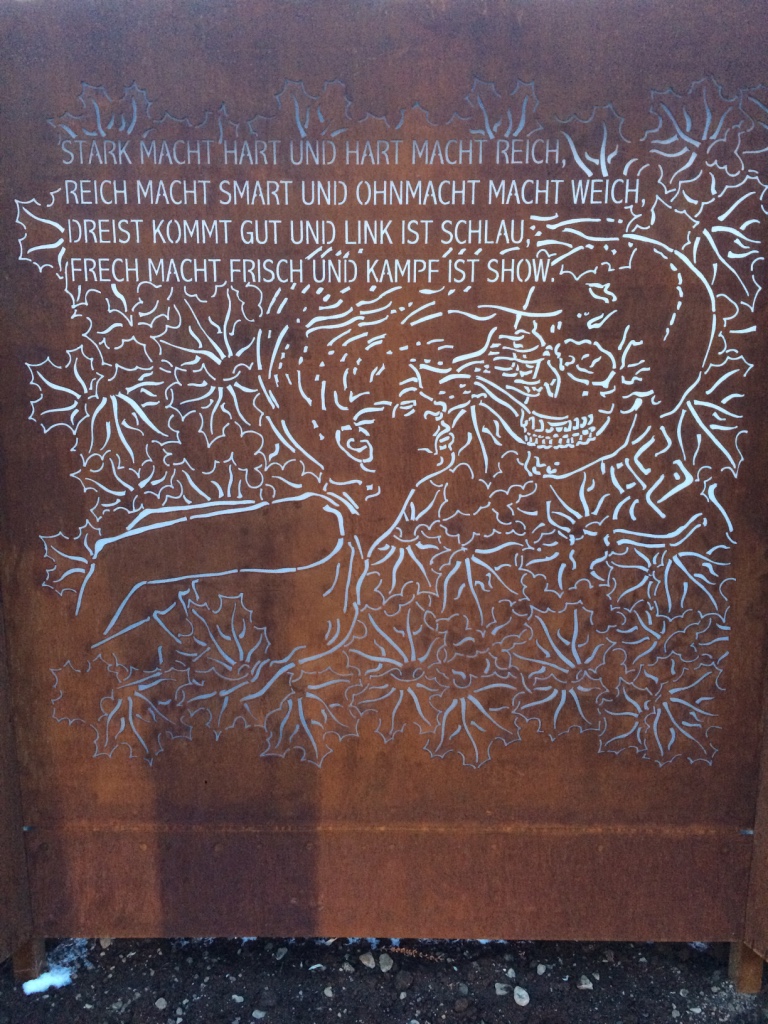 STARK MACHT HART UND HART MACHT REICH,
REICH MACHT SMART UND OHNMACHT MACHT WEICH,
DREIST KOMMT GUT UND LINK IST SCHLAU,
FRECH MACHT FRISCH UND KAMPF IST SHOW.